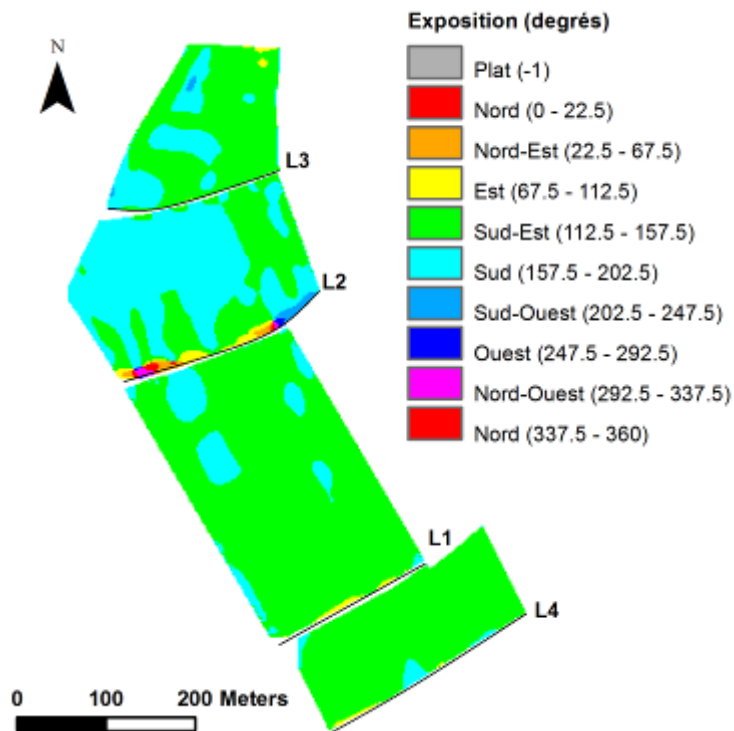 Exposition (degrés)
N
Plat (-1)
Nord (0 - 22.5)
Nord-Est (22.5 - 67.5)
Est (67.5 - 112.5)
Sud-Est (112.5 - 157.5)
Sud (157.5 - 202.5)
Sud-Ouest (202.5 - 247.5)
Ouest (247.5 - 292.5)
Nord-Ouest (292.5 - 337.5)
Nord (337.5 - 360)
L3
L2
L1
L4
0 100 200 Meters